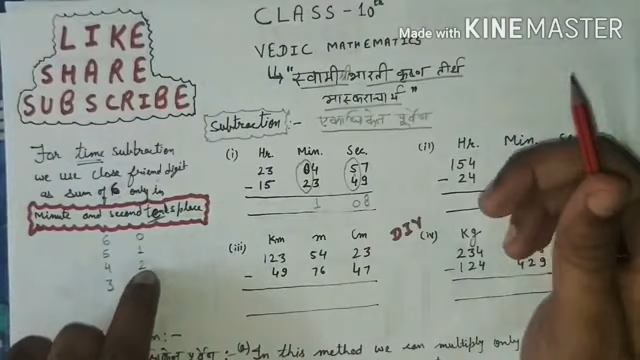 LIKE
SHARE
SUBSCRIBE
CLASS - 10th
Made with KINEMASTER
VEDIC MATHEMATICS
"स्वामी भारती कृष्ण तीर्थ
भास्कराचार्य"
Subtraction :- एकाधिकेन पूर्वेण
For time subtraction
we use close friend digit
as sum of 6 only in
Minute and second tens place
6 0
5 1
4 2
3
(i) Hr. Min. Sec.
23 04 57
- 15 23 49
1 08
(ii) Hr. Min.
154
- 24
(iii) Km m Cm
123 54 23
- 49 76 47
DIY
(iv) Kg
234
- 124 429
In this method we can multiply only